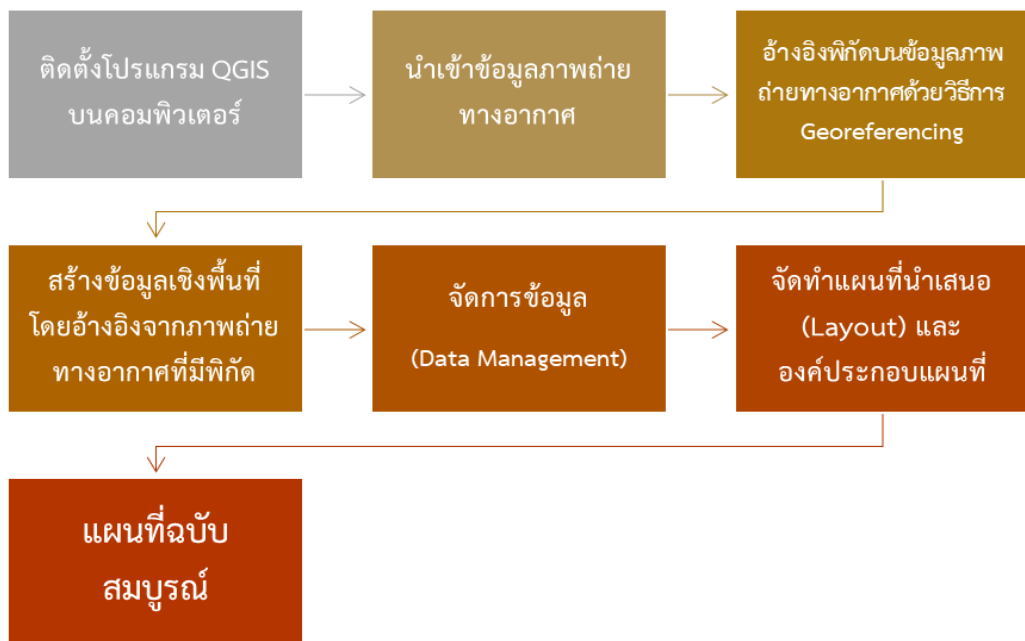 ติดตั้งโปรแกรม QGIS
บนคอมพิวเตอร์
นำเข้าข้อมูลภาพถ่าย
ทางอากาศ
อ้างอิงพิกัดบนข้อมูลภาพ
ถ่ายทางอากาศด้วยวิธีการ
Georeferencing
สร้างข้อมูลเชิงพื้นที่
โดยอ้างอิงจากภาพถ่าย
ทางอากาศที่มีพิกัด
จัดการข้อมูล
(Data Management)
จัดทำแผนที่นำเสนอ
(Layout) และ
องค์ประกอบแผนที่
แผนที่ฉบับ
สมบูรณ์